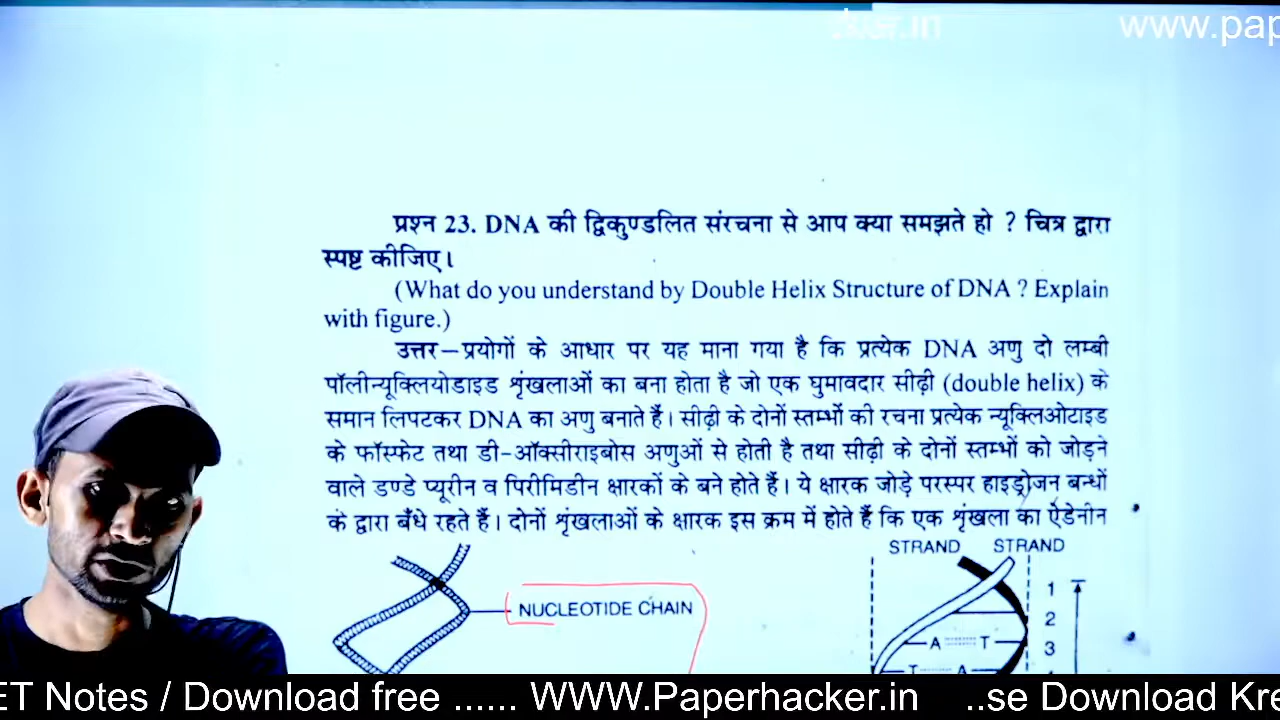 www.pap
प्रश्न 23. DNA की द्विकुण्डलित संरचना से आप क्या समझते हो ? चित्र द्वारा
स्पष्ट कीजिए।
(What do you understand by Double Helix Structure of DNA ? Explain
with figure.)
उत्तर–प्रयोगों के आधार पर यह माना गया है कि प्रत्येक DNA अणु दो लम्बी
पॉलीन्यूक्लियोडाइड श्रृंखलाओं का बना होता है जो एक घुमावदार सीढ़ी (double helix) के
समान लिपटकर DNA का अणु बनाते हैं। सीढ़ी के दोनों स्तम्भों की रचना प्रत्येक न्यूक्लिओटाइड
के फॉस्फेट तथा डी-ऑक्सीराइबोस अणुओं से होती है तथा सीढ़ी के दोनों स्तम्भों को जोड़ने
वाले डण्डे प्यूरीन व पिरीमिडीन क्षारकों के बने होते हैं। ये क्षारक जोड़े परस्पर हाइड्रोजन बन्धों
के द्वारा बँधे रहते हैं। दोनों श्रृंखलाओं के क्षारक इस क्रम में होते हैं कि एक श्रृंखला का ऐडेनीन
STRAND STRAND
1
NUCLEOTIDE CHAIN
2
A T 3
T A
ET Notes / Download free ...... WWW.Paperhacker.in ..se Download Kre